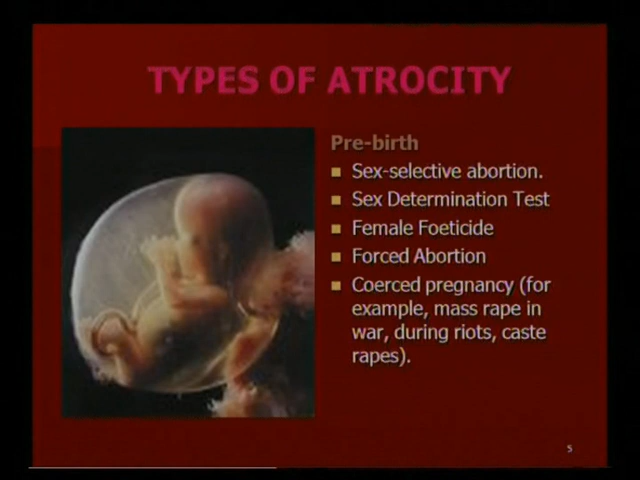 TYPES OF ATROCITY
Pre-birth
Sex-selective abortion.
Sex Determination Test
Female Foeticide
Forced Abortion
Coerced pregnancy (for
example, mass rape in
war, during riots, caste
rapes).
5